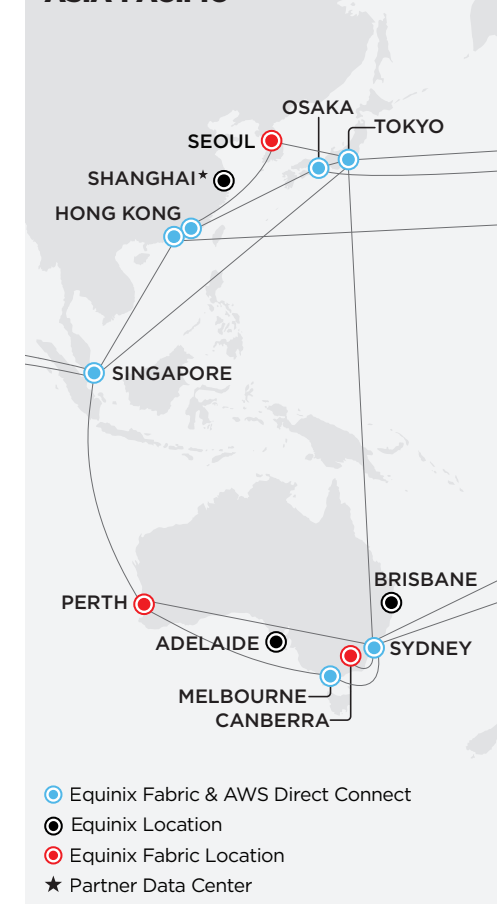 OSAKA
TOKYO
SEOUL
SHANGHAI★
HONG KONG
SINGAPORE
BRISBANE
PERTH
ADELAIDE
SYDNEY
MELBOURNE
CANBERRA
Equinix Fabric & AWS Direct Connect
Equinix Location
Equinix Fabric Location
★ Partner Data Center